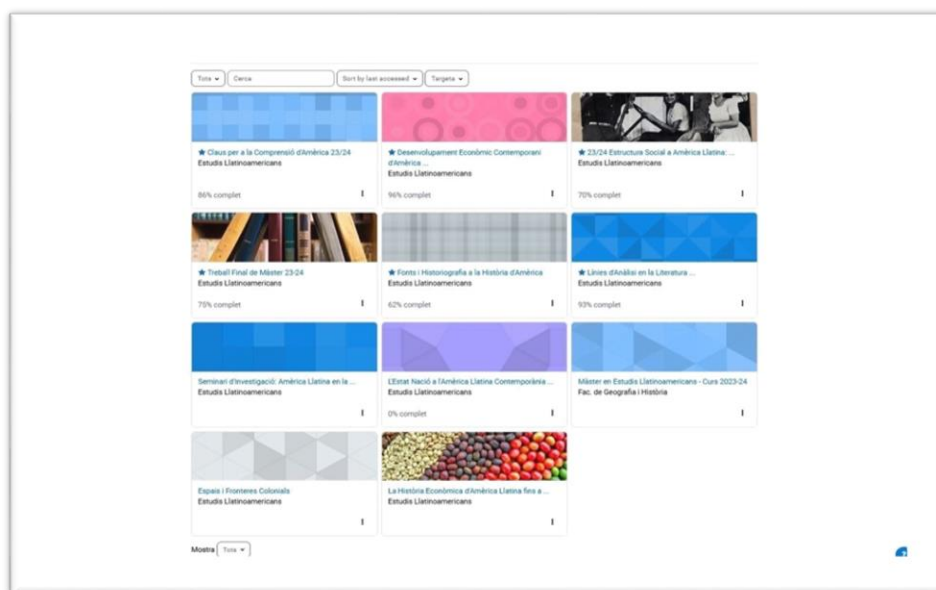 Tots
Cerca
Sort by last accessed
Targeta
Claus per a la Comprensió d'Amèrica 23/24
Estudis Llatinoamericans
86% complet
Desenvolupament Econòmic Contemporani
d'Amèrica ...
Estudis Llatinoamericans
96% complet
23/24 Estructura Social a Amèrica Llatina: ...
Estudis Llatinoamericans
70% complet
Treball Final de Màster 23-24
Estudis Llatinoamericans
75% complet
Fonts i Historiografia a la Història d'Amèrica
Estudis Llatinoamericans
62% complet
Línies d'Anàlisi en la Literatura ...
Estudis Llatinoamericans
93% complet
Seminari d'Investigació: Amèrica Llatina en la ...
Estudis Llatinoamericans
L'Estat Nació a l'Amèrica Llatina Contemporània ...
Estudis Llatinoamericans
0% complet
Màster en Estudis Llatinoamericans - Curs 2023-24
Fac. de Geografia i Història
Espais i Fronteres Colonials
Estudis Llatinoamericans
La Història Econòmica d'Amèrica Llatina fins a ...
Estudis Llatinoamericans
Mostra Tots